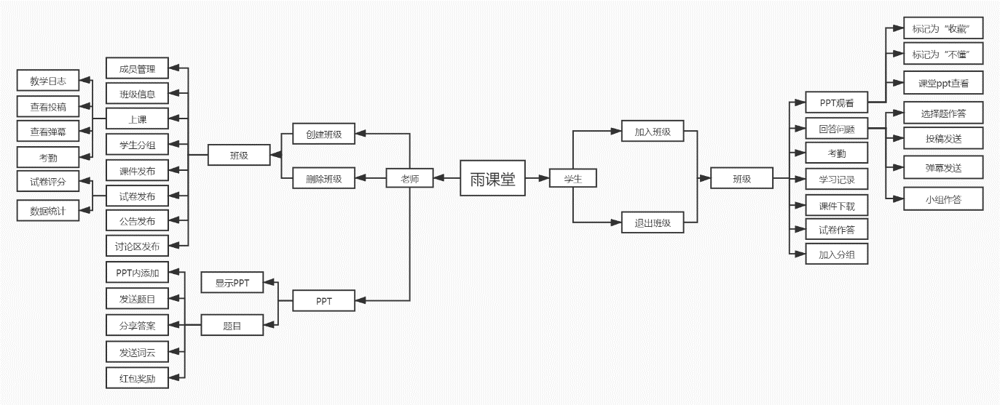 雨课堂
老师
创建班级
删除班级
班级
成员管理
班级信息
上课
教学日志
查看投稿
查看弹幕
考勤
学生分组
课件发布
试卷发布
试卷评分
数据统计
公告发布
讨论区发布
PPT
显示PPT
题目
PPT内添加
发送题目
分享答案
发送词云
红包奖励
学生
加入班级
退出班级
班级
PPT观看
标记为“收藏”
标记为“不懂”
课堂ppt查看
回答问题
选择题作答
投稿发送
弹幕发送
小组作答
考勤
学习记录
课件下载
试卷作答
加入分组